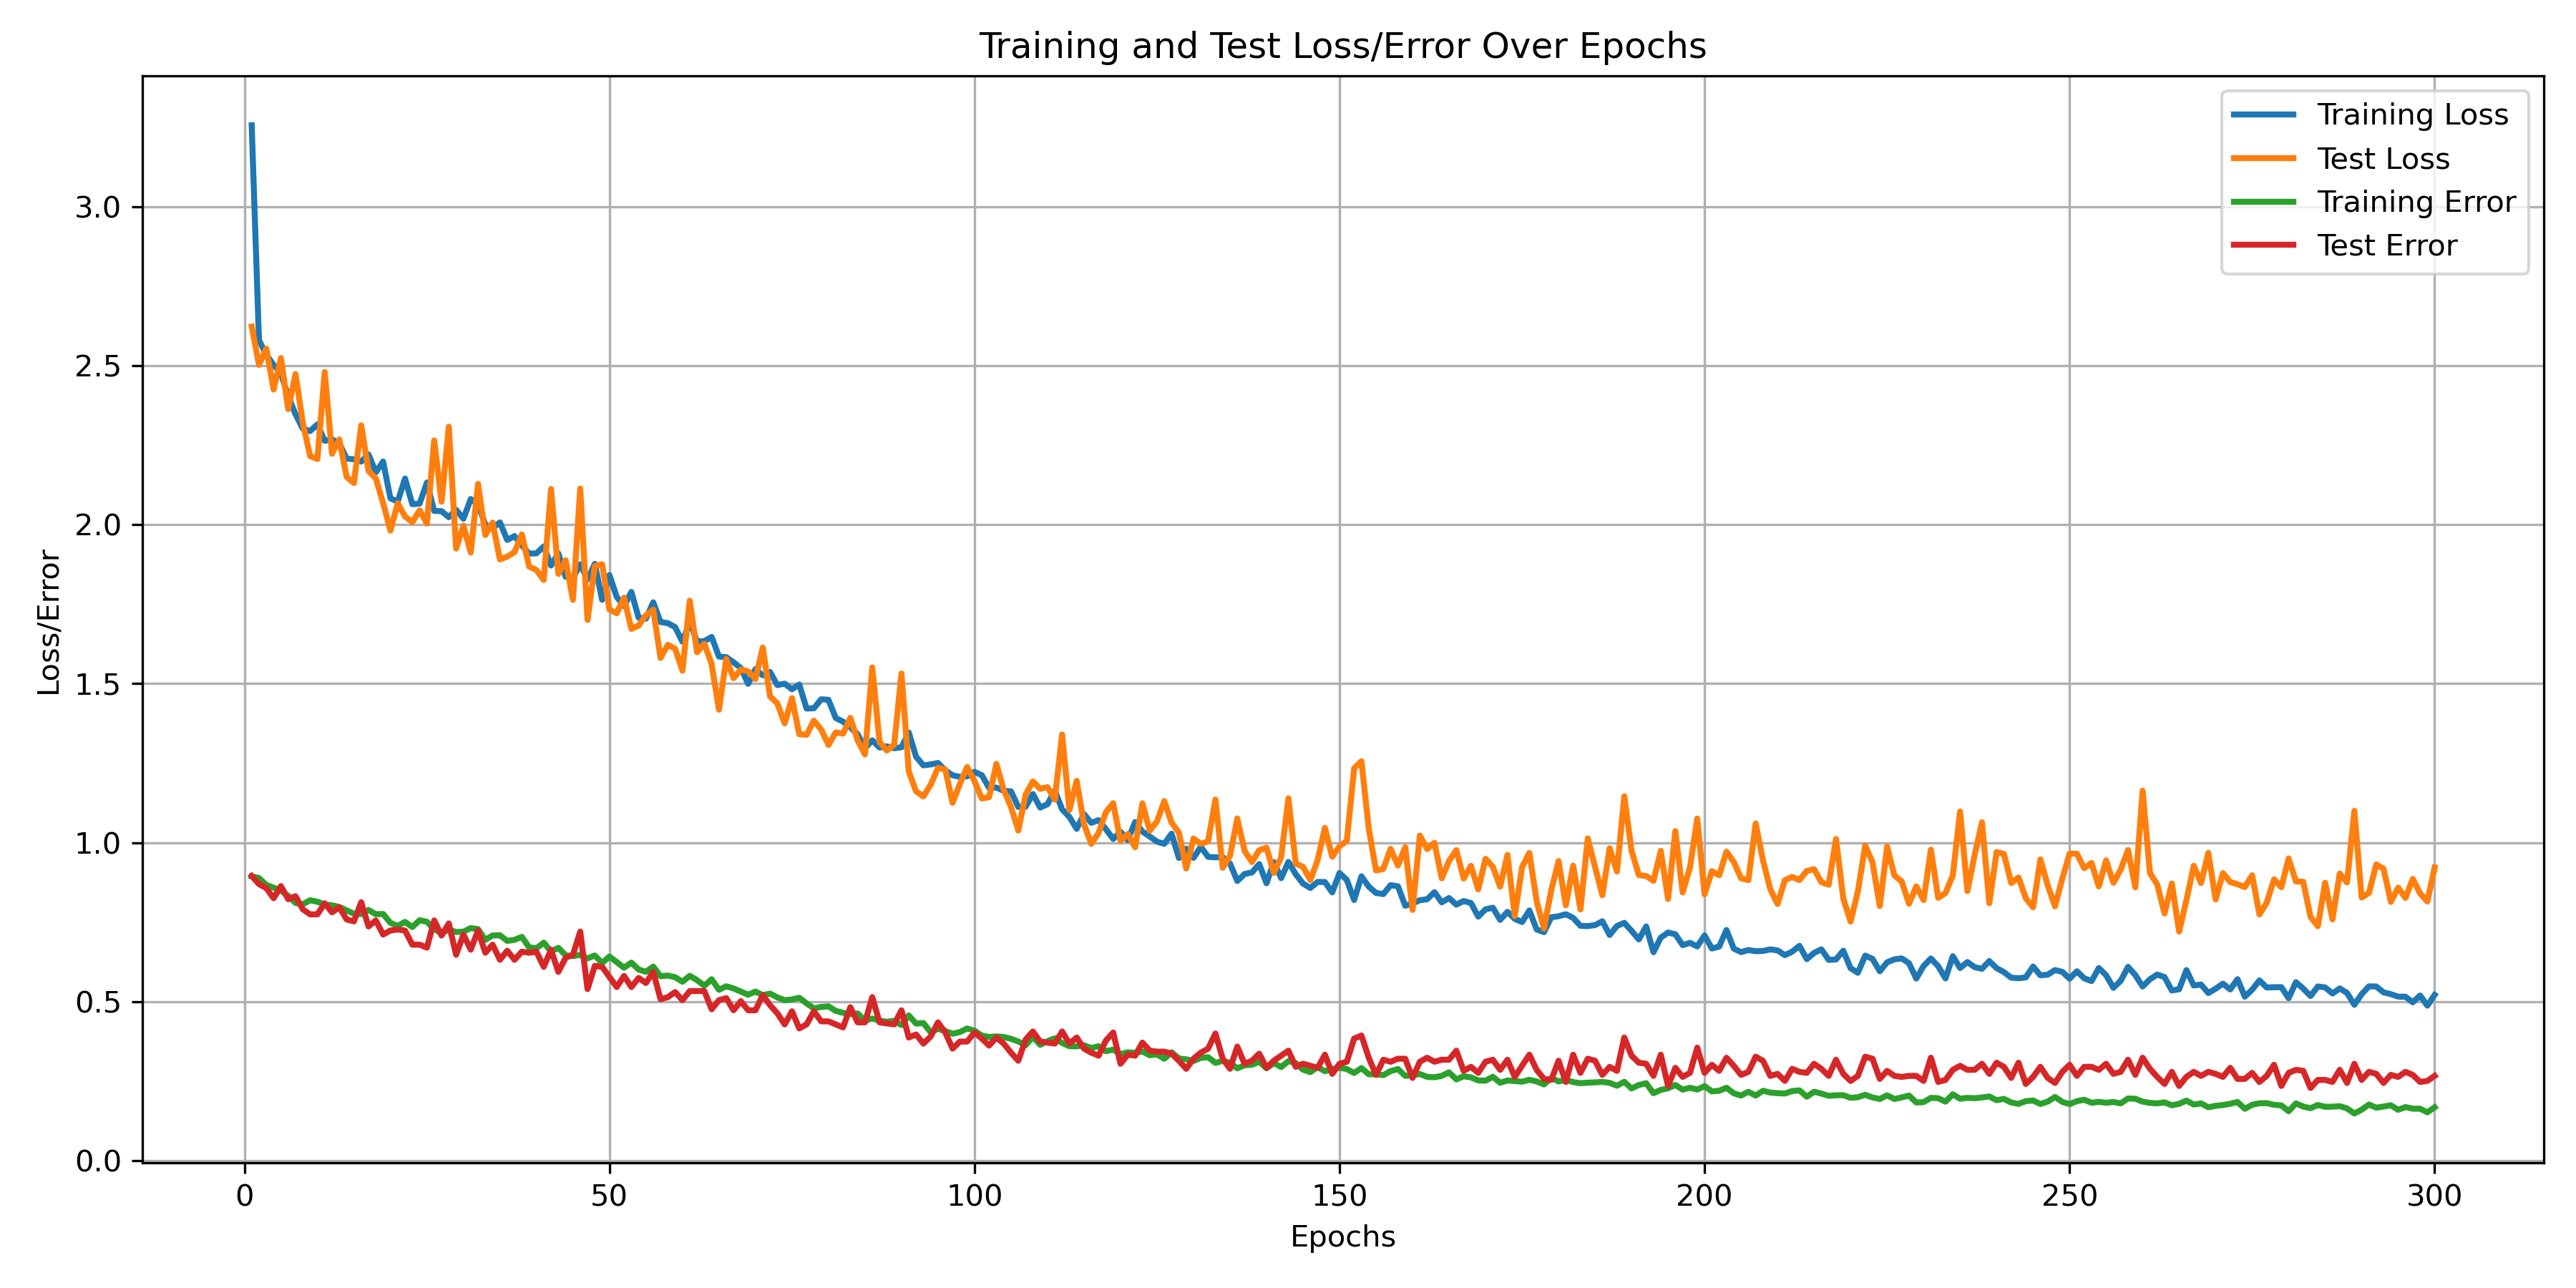 Training and Test Loss/Error Over Epochs
Training Loss
Test Loss
Training Error
Test Error
3.0
2.5
2.0
1.5
1.0
0.5
0.0
Loss/Error
0 50 100 150 200 250 300
Epochs